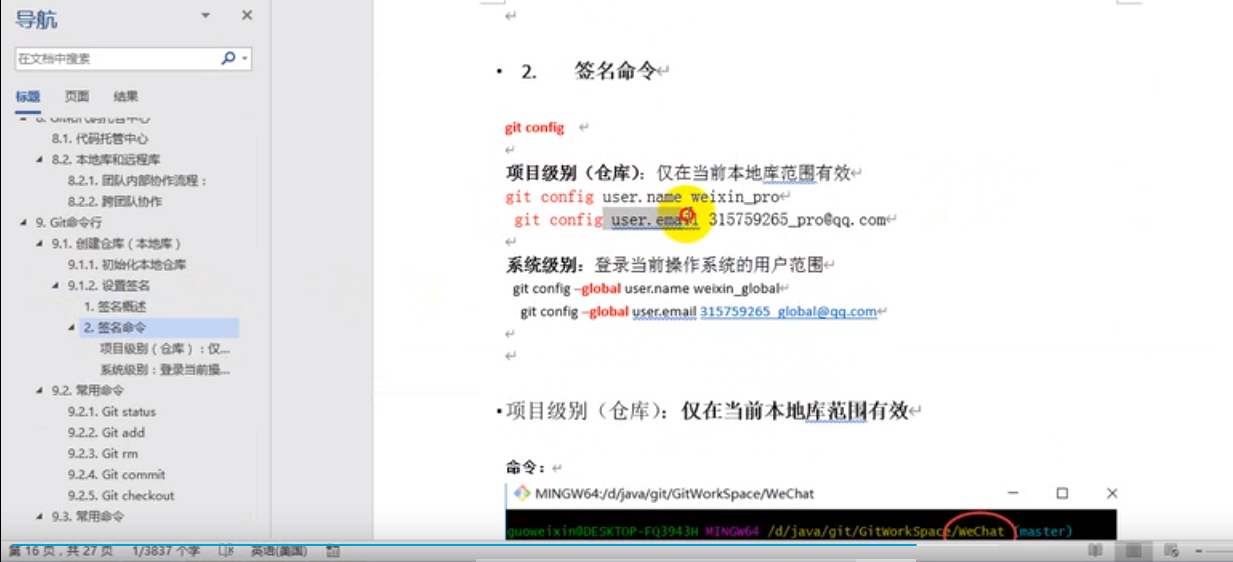 导航
在文档中搜索
标题 页面 结果
8. Git和代码托管中心
8.1. 代码托管中心
8.2. 本地库和远程库
8.2.1. 团队内部协作流程：
8.2.2. 跨团队协作
9. Git命令行
9.1. 创建仓库（本地库）
9.1.1. 初始化本地仓库
9.1.2. 设置签名
1. 签名概述
2. 签名命令
项目级别（仓库）：仅...
系统级别：登录当前操...
9.2. 常用命令
9.2.1. Git status
9.2.2. Git add
9.2.3. Git rm
9.2.4. Git commit
9.2.5. Git checkout
9.3. 常用命令
2. 签名命令
git config
项目级别（仓库）：仅在当前本地库范围有效
git config user.name weixin_pro
git config user.email 315759265_pro@qq.com
系统级别：登录当前操作系统的用户范围
git config –global user.name weixin_global
git config –global user.email 315759265_global@qq.com
项目级别（仓库）：仅在当前本地库范围有效
命令：
MINGW64:/d/java/git/GitWorkSpace/WeChat
guoweixin@DESKTOP-FQ3943H MINGW64 /d/java/git/GitWorkSpace/WeChat (master)
第 16 页，共 27 页 1/3837 个字 英语(美国)